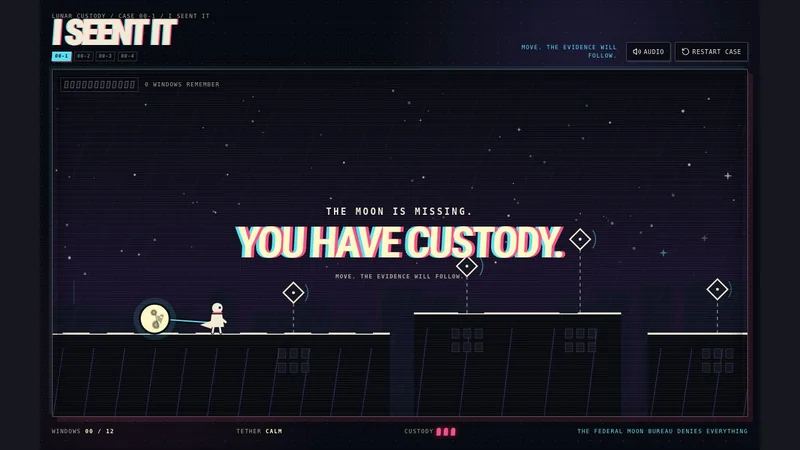 LUNAR CUSTODY / CASE 00-1 / I SEENT IT
I SEENT IT
00-1 00-2 00-3 00-4
MOVE. THE EVIDENCE WILL
FOLLOW.
AUDIO
RESTART CASE
0 WINDOWS REMEMBER
THE MOON IS MISSING.
YOU HAVE CUSTODY.
MOVE. THE EVIDENCE WILL FOLLOW.
WINDOWS 00 / 12
TETHER CALM
CUSTODY
THE FEDERAL MOON BUREAU DENIES EVERYTHING